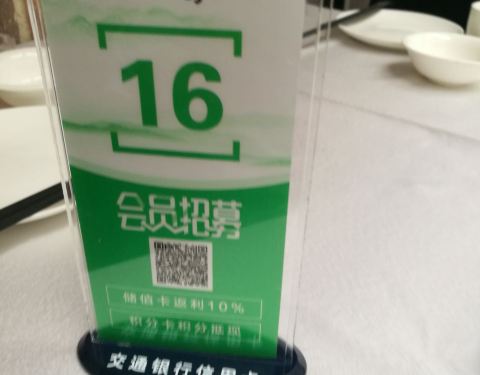 16
会员招募
储值卡返利10%
积分卡积分兑现
交通银行信用卡